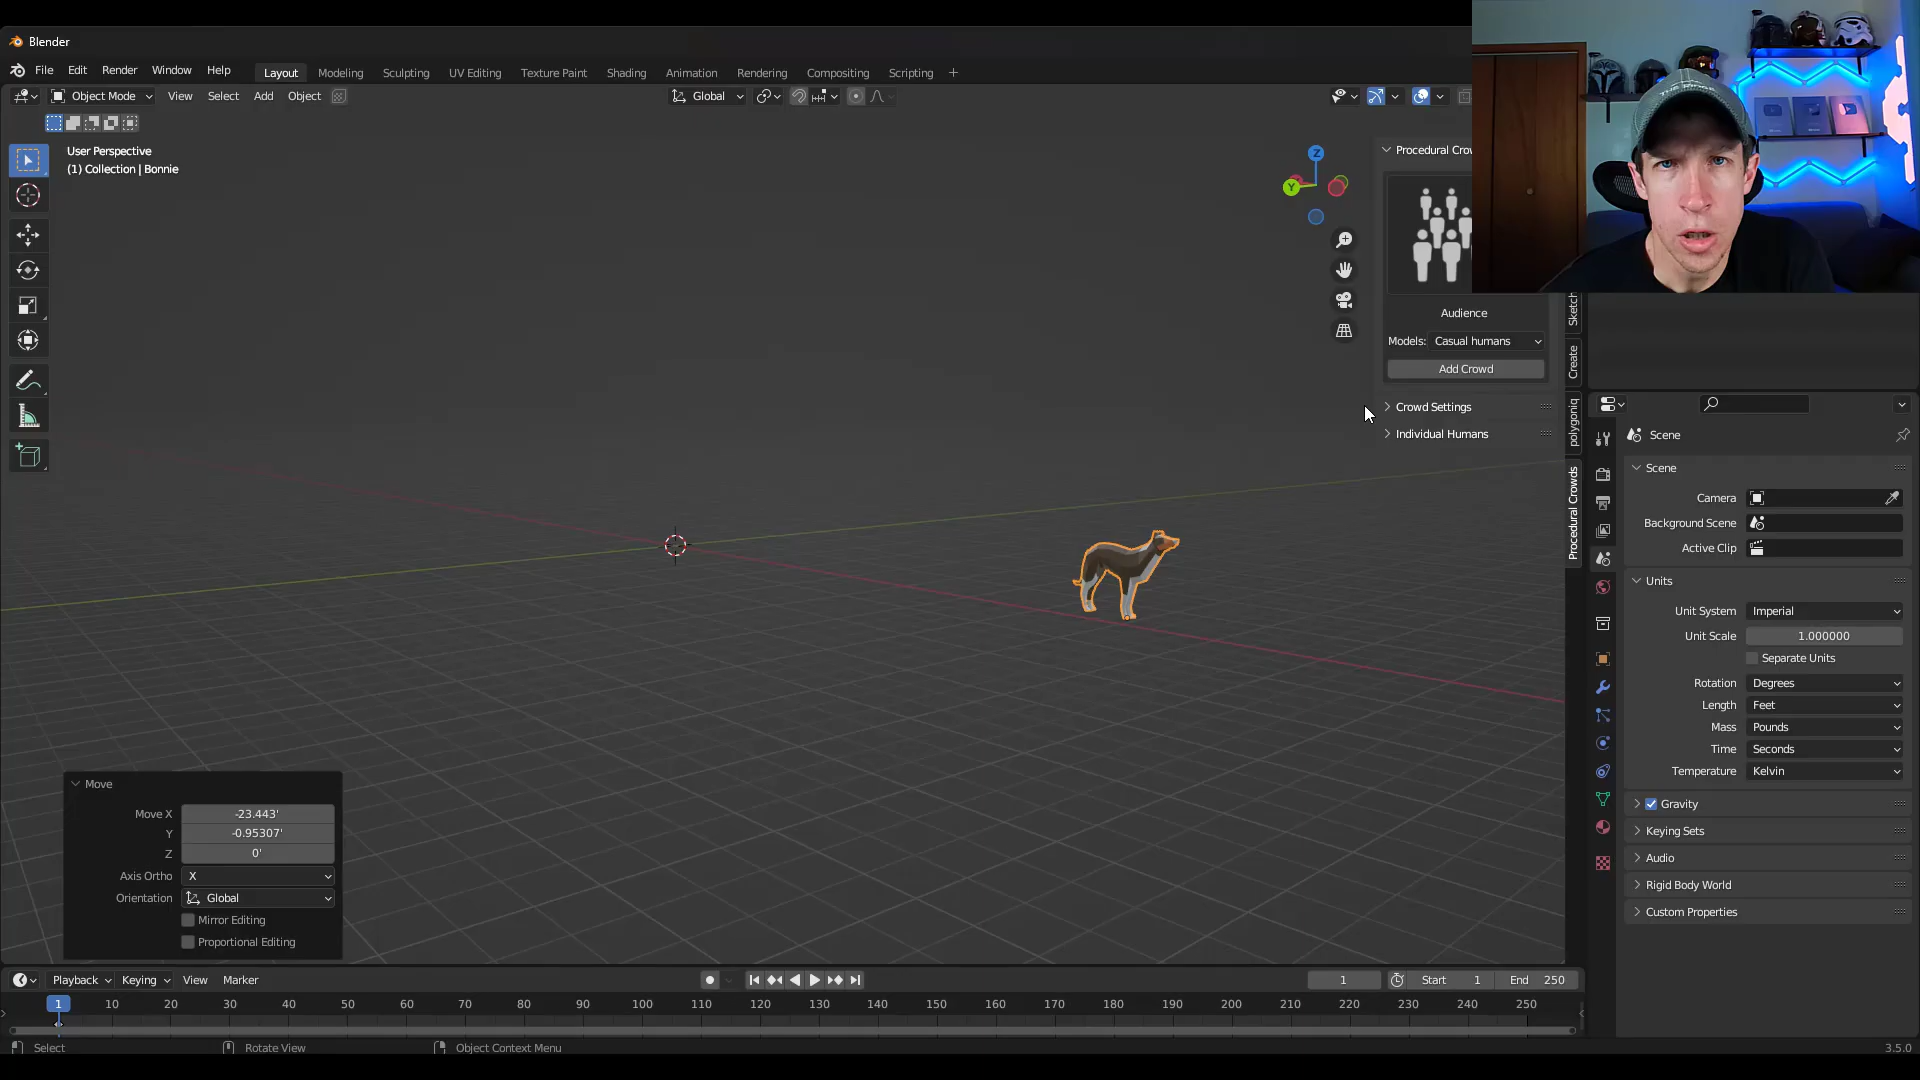 Blender
File Edit Render Window Help
Layout Modeling Sculpting UV Editing Texture Paint Shading Animation Rendering Compositing Scripting +
Object Mode View Select Add Object
Global
User Perspective
(1) Collection | Bonnie
Z
Y
Procedural Crow
Audience
Models: Casual humans
Add Crowd
Crowd Settings
Individual Humans
Sketch
Create
polygoniq
Procedural Crowds
Scene
Scene
Camera
Background Scene
Active Clip
Units
Unit System Imperial
Unit Scale 1.000000
Separate Units
Rotation Degrees
Length Feet
Mass Pounds
Time Seconds
Temperature Kelvin
Gravity
Keying Sets
Audio
Rigid Body World
Custom Properties
Move
Move X -23.443'
Y -0.95307'
Z 0'
Axis Ortho X
Orientation Global
Mirror Editing
Proportional Editing
Playback Keying View Marker
1 Start 1 End 250
1 10 20 30 40 50 60 70 80 90 100 110 120 130 140 150 160 170 180 190 200 210 220 230 240 250
Select Rotate View Object Context Menu
3.5.0